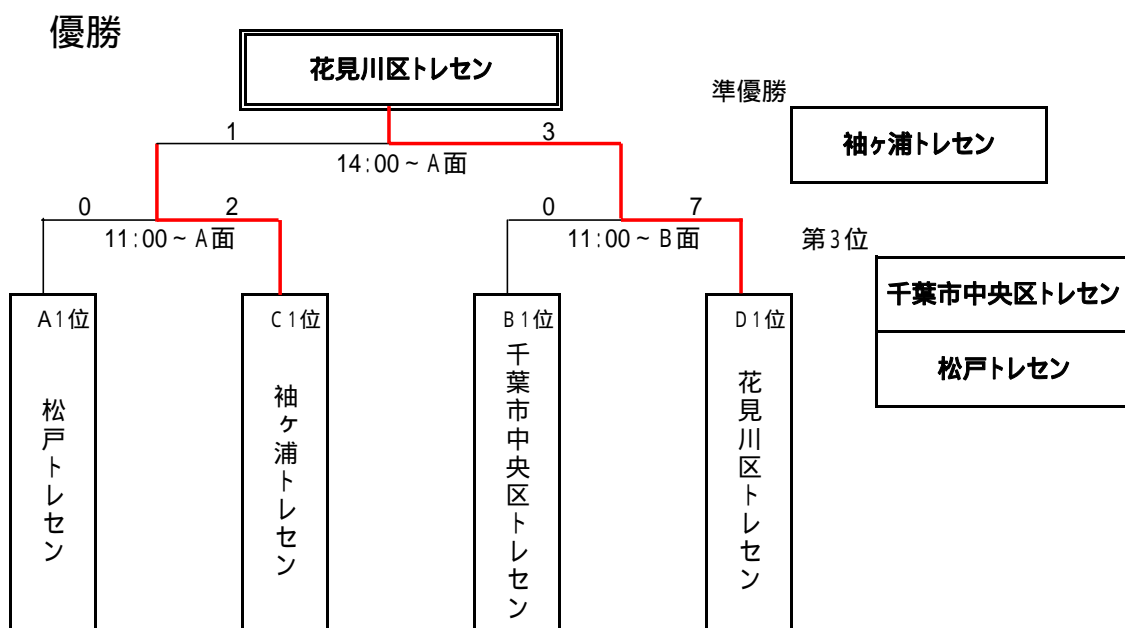 優勝
花見川区トレセン
準優勝
袖ヶ浦トレセン
1
3
14:00~A面
0
2
0
7
11:00~A面
11:00~B面
第3位
千葉市中央区トレセン
松戸トレセン
A1位
松戸トレセン
C1位
袖ヶ浦トレセン
B1位
千葉市中央区トレセン
D1位
花見川区トレセン